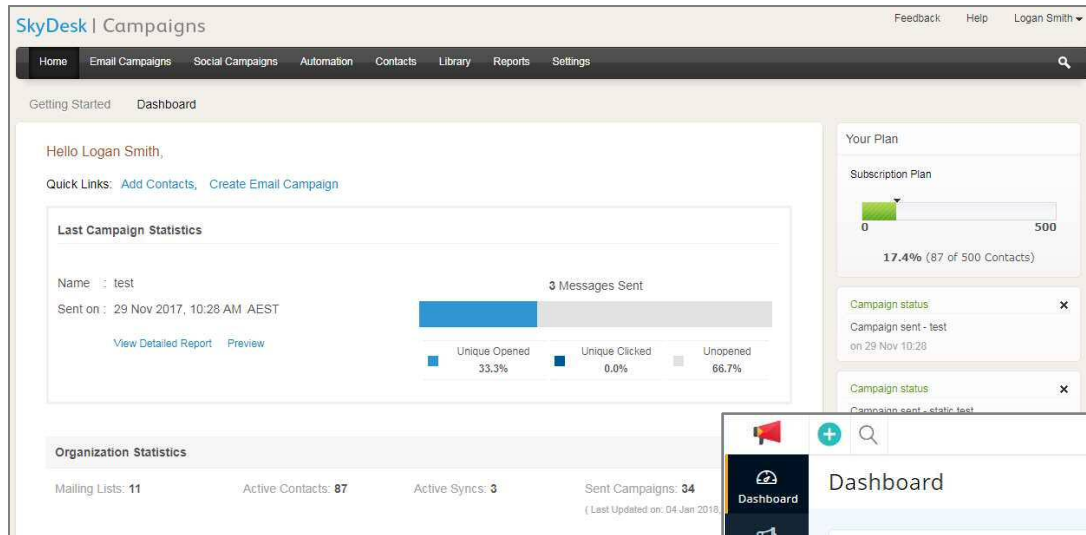 SkyDesk | Campaigns
Feedback Help Logan Smith
Home Email Campaigns Social Campaigns Automation Contacts Library Reports Settings
Getting Started Dashboard
Hello Logan Smith,
Quick Links: Add Contacts, Create Email Campaign
Last Campaign Statistics
Name : test
Sent on : 29 Nov 2017, 10:28 AM AEST
View Detailed Report Preview
3 Messages Sent
Unique Opened Unique Clicked Unopened
33.3% 0.0% 66.7%
Organization Statistics
Mailing Lists: 11 Active Contacts: 87 Active Syncs: 3 Sent Campaigns: 34
( Last Updated on: 04 Jan 2018,
Your Plan
Subscription Plan
0 500
17.4% (87 of 500 Contacts)
Campaign status
Campaign sent - test
on 29 Nov 10:28
Campaign status
Campaign sent - static test
Dashboard
Dashboard